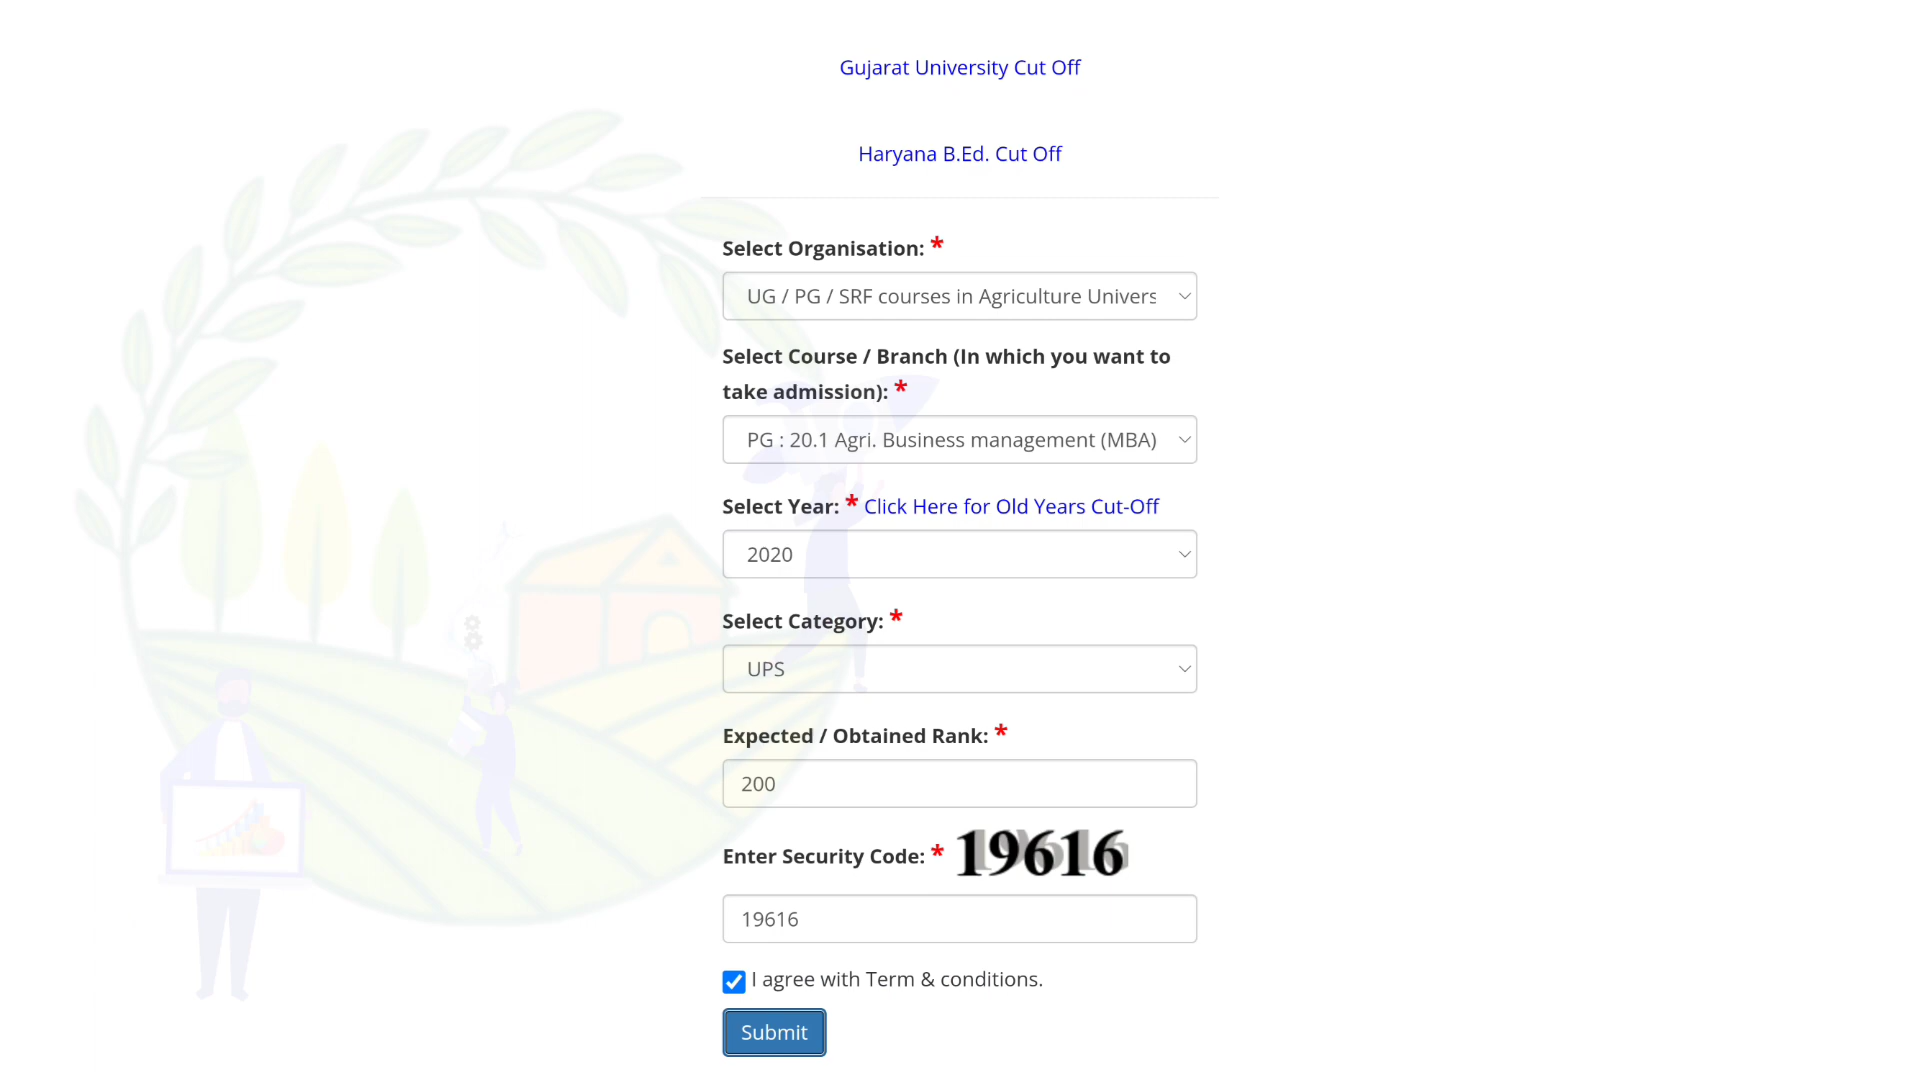 Gujarat University Cut Off
Haryana B.Ed. Cut Off
Select Organisation: *
UG / PG / SRF courses in Agriculture Univers
Select Course / Branch (In which you want to
take admission): *
PG : 20.1 Agri. Business management (MBA)
Select Year: * Click Here for Old Years Cut-Off
2020
Select Category: *
UPS
Expected / Obtained Rank: *
200
Enter Security Code: * 19616
19616
I agree with Term & conditions.
Submit